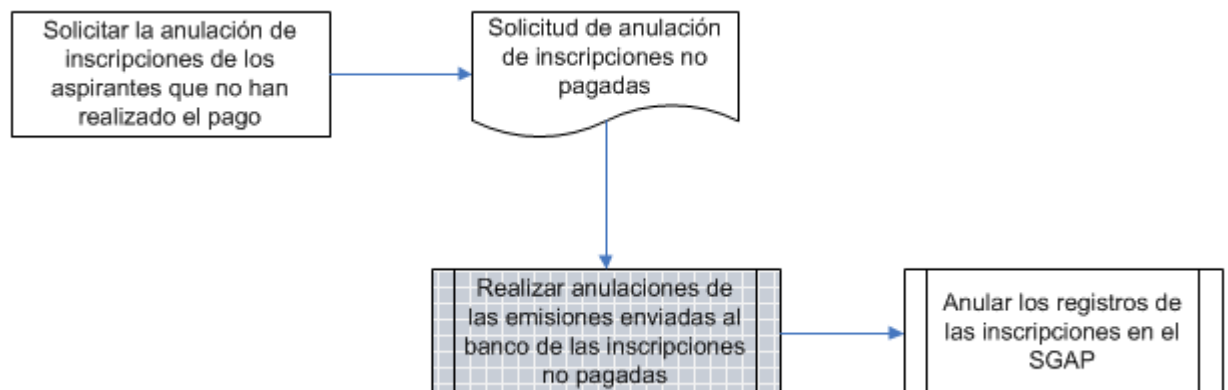 Solicitar la anulación de
inscripciones de los
aspirantes que no han
realizado el pago
Solicitud de anulación
de inscripciones no
pagadas
Realizar anulaciones de
las emisiones enviadas al
banco de las inscripciones
no pagadas
Anular los registros de
las inscripciones en el
SGAP